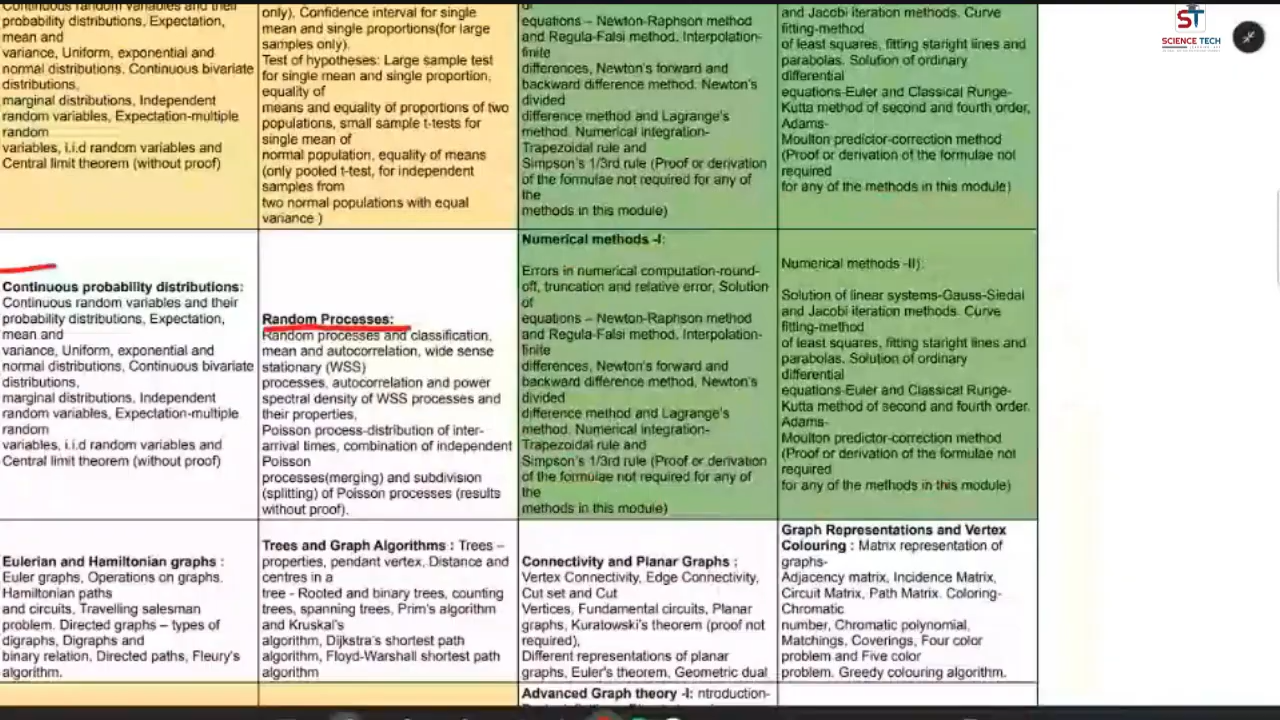 Continuous random variables and their
probability distributions, Expectation,
mean and
variance, Uniform, exponential and
normal distributions. Continuous bivariate
distributions,
marginal distributions, Independent
random variables, Expectation-multiple
random
variables, i.i.d random variables and
Central limit theorem (without proof)
only), Confidence interval for single
mean and single proportions(for large
samples only).
Test of hypotheses: Large sample test
for single mean and single proportion,
equality of
means and equality of proportions of two
populations, small sample t-tests for
single mean of
normal population, equality of means
(only pooled t-test, for independent
samples from
two normal populations with equal
variance )
of
equations – Newton-Raphson method
and Regula-Falsi method. Interpolation-
finite
differences, Newton's forward and
backward difference method. Newton's
divided
difference method and Lagrange's
method. Numerical integration-
Trapezoidal rule and
Simpson's 1/3rd rule (Proof or derivation
of the formulae not required for any of
the
methods in this module)
and Jacobi iteration methods. Curve
fitting-method
of least squares, fitting staright lines and
parabolas. Solution of ordinary
differential
equations-Euler and Classical Runge-
Kutta method of second and fourth order,
Adams-
Moulton predictor-correction method
(Proof or derivation of the formulae not
required
for any of the methods in this module)
ST
SCIENCE TECH
Continuous probability distributions:
Continuous random variables and their
probability distributions, Expectation,
mean and
variance, Uniform, exponential and
normal distributions, Continuous bivariate
distributions,
marginal distributions, Independent
random variables, Expectation-multiple
random
variables, i.i.d random variables and
Central limit theorem (without proof)
Random Processes:
Random processes and classification,
mean and autocorrelation, wide sense
stationary (WSS)
processes, autocorrelation and power
spectral density of WSS processes and
their properties,
Poisson process-distribution of inter-
arrival times, combination of independent
Poisson
processes(merging) and subdivision
(splitting) of Poisson processes (results
without proof).
Numerical methods -I:
Errors in numerical computation-round-
off, truncation and relative error, Solution
of
equations – Newton-Raphson method
and Regula-Falsi method. Interpolation-
finite
differences, Newton's forward and
backward difference method, Newton's
divided
difference method and Lagrange's
method. Numerical integration-
Trapezoidal rule and
Simpson's 1/3rd rule (Proof or derivation
of the formulae not required for any of
the
methods in this module)
Numerical methods -II):
Solution of linear systems-Gauss-Siedal
and Jacobi iteration methods. Curve
fitting-method
of least squares, fitting staright lines and
parabolas. Solution of ordinary
differential
equations-Euler and Classical Runge-
Kutta method of second and fourth order.
Adams-
Moulton predictor-correction method
(Proof or derivation of the formulae not
required
for any of the methods in this module)
Eulerian and Hamiltonian graphs :
Euler graphs, Operations on graphs.
Hamiltonian paths
and circuits, Travelling salesman
problem. Directed graphs – types of
digraphs, Digraphs and
binary relation, Directed paths, Fleury's
algorithm.
Trees and Graph Algorithms : Trees –
properties, pendant vertex, Distance and
centres in a
tree - Rooted and binary trees, counting
trees, spanning trees, Prim's algorithm
and Kruskal's
algorithm, Dijkstra's shortest path
algorithm, Floyd-Warshall shortest path
algorithm
Connectivity and Planar Graphs :
Vertex Connectivity, Edge Connectivity,
Cut set and Cut
Vertices, Fundamental circuits, Planar
graphs, Kuratowski's theorem (proof not
required),
Different representations of planar
graphs, Euler's theorem, Geometric dual
Graph Representations and Vertex
Colouring : Matrix representation of
graphs-
Adjacency matrix, Incidence Matrix,
Circuit Matrix, Path Matrix. Coloring-
Chromatic
number, Chromatic polynomial,
Matchings, Coverings, Four color
problem and Five color
problem. Greedy colouring algorithm.
Advanced Graph theory -I: ntroduction-